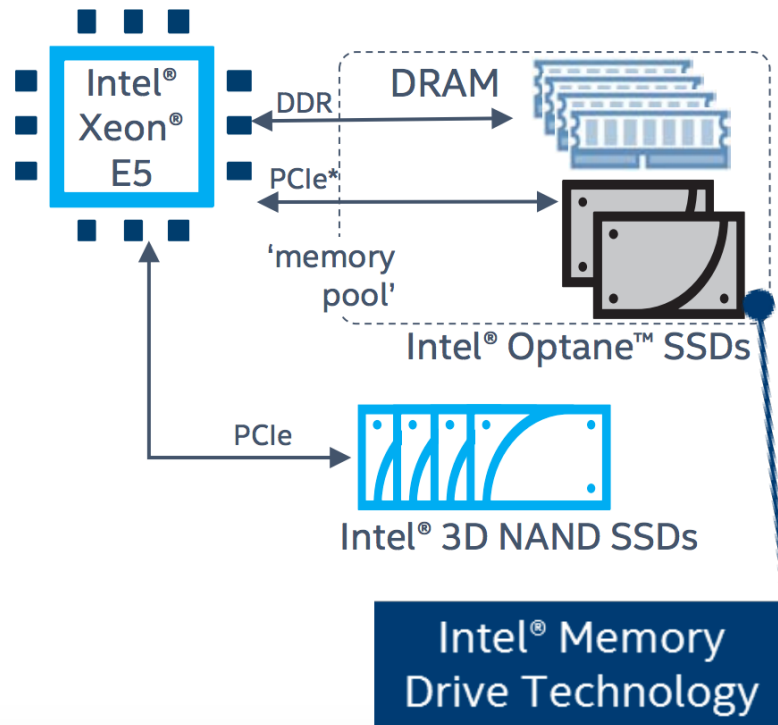 Intel® Xeon® E5
DDR
DRAM
PCIe*
‘memory
pool’
Intel® Optane™ SSDs
PCIe
Intel® 3D NAND SSDs
Intel® Memory
Drive Technology